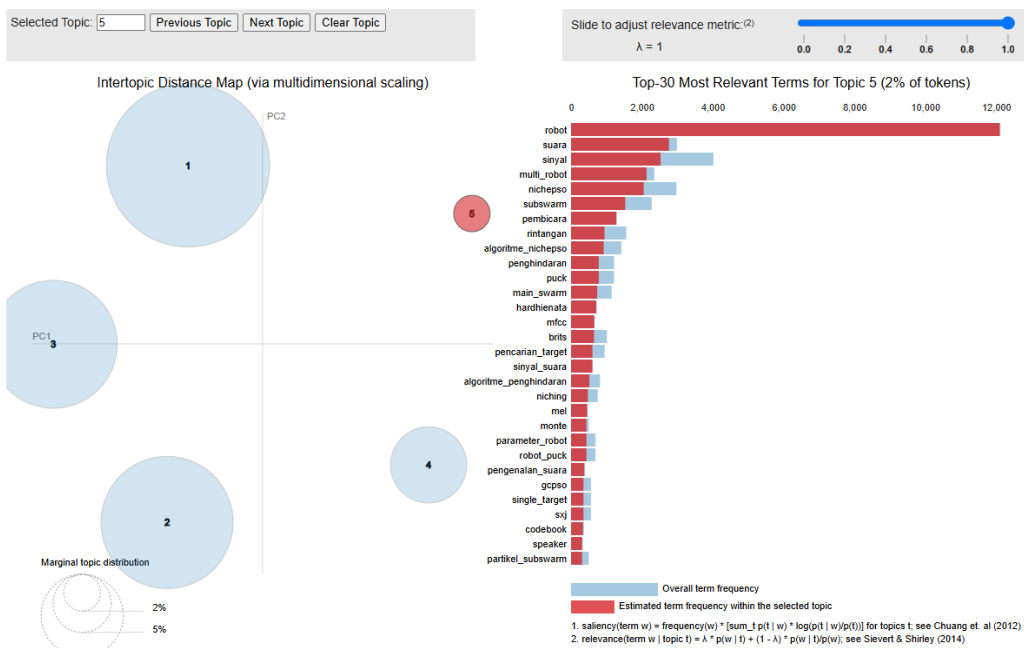 Selected Topic: 5 Previous Topic Next Topic Clear Topic
Slide to adjust relevance metric:(2)
λ = 1
0.0 0.2 0.4 0.6 0.8 1.0
Intertopic Distance Map (via multidimensional scaling)
PC2
PC1
1
5
3
4
2
Marginal topic distribution
2%
5%
Top-30 Most Relevant Terms for Topic 5 (2% of tokens)
0 2,000 4,000 6,000 8,000 10,000 12,000
robot
suara
sinyal
multi_robot
nichepso
subswarm
pembicara
rintangan
algoritme_nichepso
penghindaran
puck
main_swarm
hardhienata
mfcc
brits
pencarian_target
sinyal_suara
algoritme_penghindaran
niching
mel
monte
parameter_robot
robot_puck
pengenalan_suara
gcpso
single_target
sxj
codebook
speaker
partikel_subswarm
Overall term frequency
Estimated term frequency within the selected topic
1. saliency(term w) = frequency(w) * [sum_t p(t | w) * log(p(t | w)/p(t))] for topics t; see Chuang et. al (2012)
2. relevance(term w | topic t) = λ * p(w | t) + (1 - λ) * p(w | t)/p(w); see Sievert & Shirley (2014)